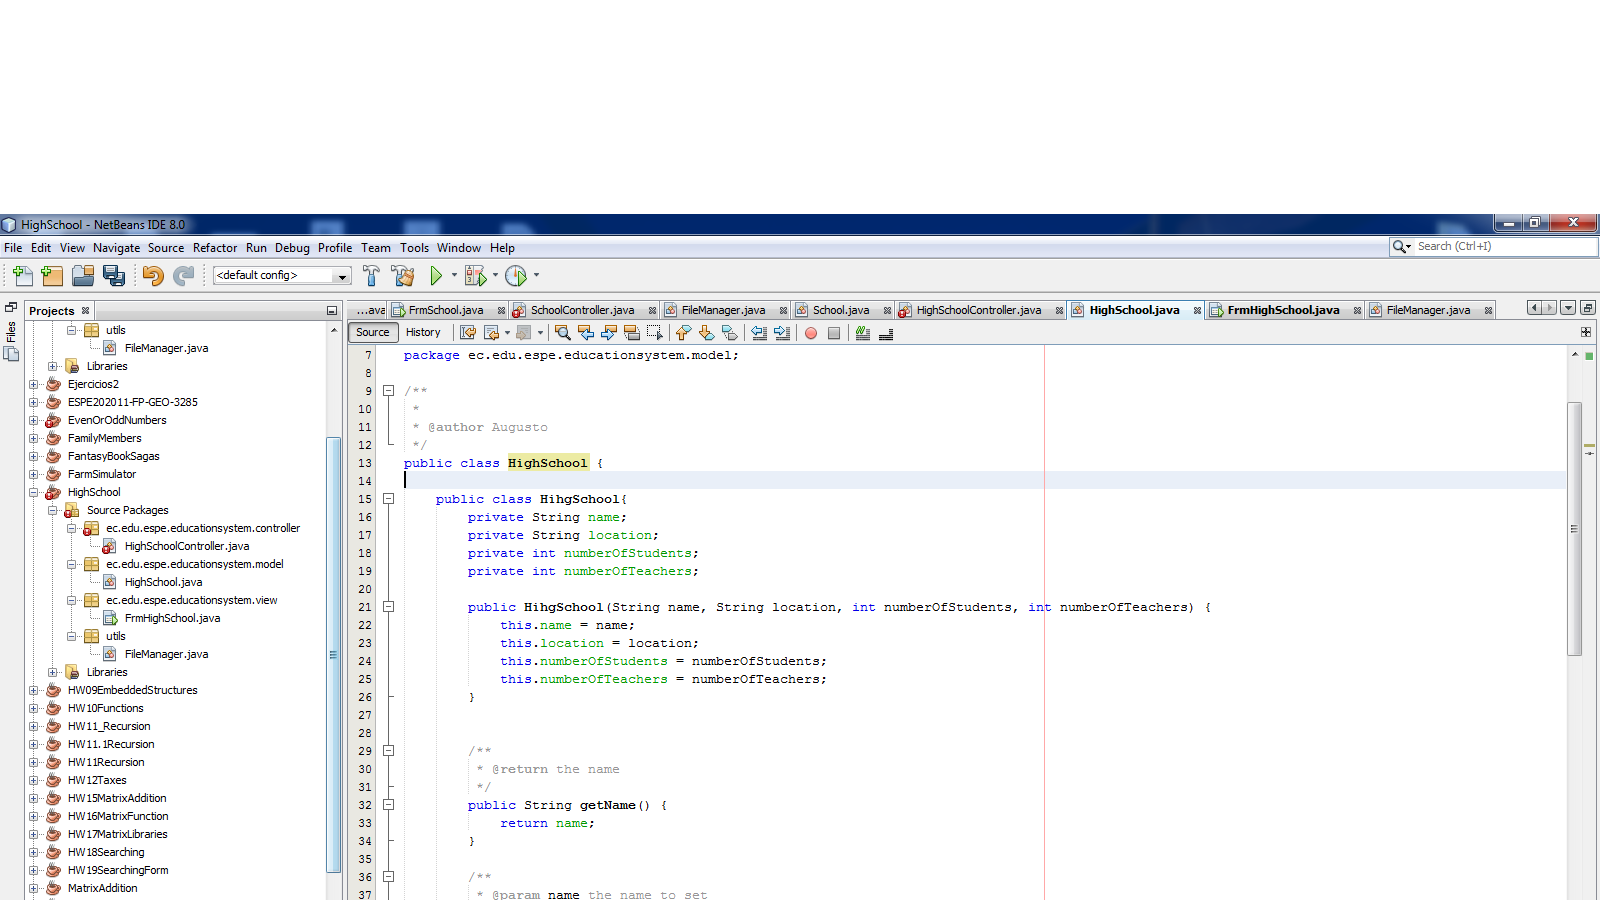 HighSchool - NetBeans IDE 8.0
File Edit View Navigate Source Refactor Run Debug Profile Team Tools Window Help
Search (Ctrl+I)
<default config>
Files
Projects
utils
FileManager.java
Libraries
Ejercicios2
ESPE202011-FP-GEO-3285
EvenOrOddNumbers
FamilyMembers
FantasyBookSagas
FarmSimulator
HighSchool
Source Packages
ec.edu.espe.educationsystem.controller
HighSchoolController.java
ec.edu.espe.educationsystem.model
HighSchool.java
ec.edu.espe.educationsystem.view
FrmHighSchool.java
utils
FileManager.java
Libraries
HW09EmbeddedStructures
HW10Functions
HW11_Recursion
HW11.1Recursion
HW11Recursion
HW12Taxes
HW15MatrixAddition
HW16MatrixFunction
HW17MatrixLibraries
HW18Searching
HW19SearchingForm
MatrixAddition
...ava FrmSchool.java SchoolController.java FileManager.java School.java HighSchoolController.java HighSchool.java FrmHighSchool.java FileManager.java
Source History
7 package ec.edu.espe.educationsystem.model;
8
9 /**
10 *
11 * @author Augusto
12 */
13 public class HighSchool {
14
15 public class HihgSchool{
16 private String name;
17 private String location;
18 private int numberOfStudents;
19 private int numberOfTeachers;
20
21 public HihgSchool(String name, String location, int numberOfStudents, int numberOfTeachers) {
22 this.name = name;
23 this.location = location;
24 this.numberOfStudents = numberOfStudents;
25 this.numberOfTeachers = numberOfTeachers;
26 }
27
28
29 /**
30 * @return the name
31 */
32 public String getName() {
33 return name;
34 }
35
36 /**
37 * @param name the name to set